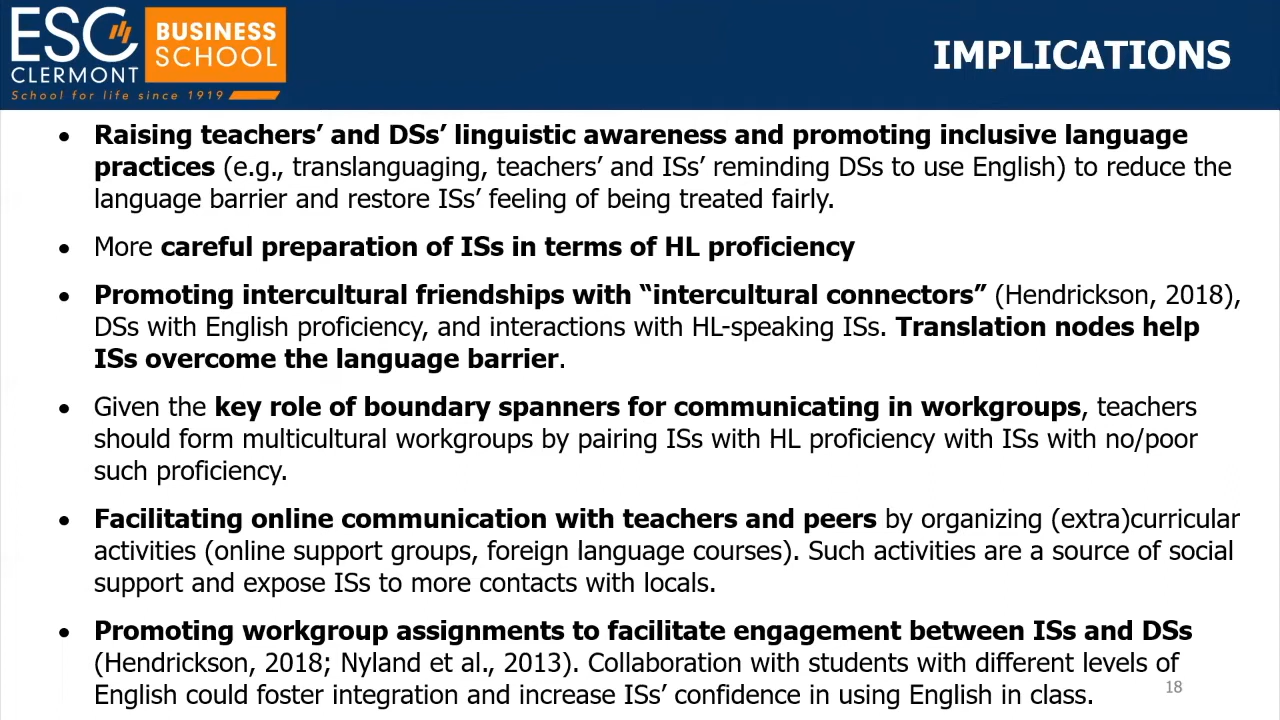 ESC
CLERMONT
BUSINESS
SCHOOL
School for life since 1919
IMPLICATIONS
• Raising teachers’ and DSs’ linguistic awareness and promoting inclusive language
practices (e.g., translanguaging, teachers’ and ISs’ reminding DSs to use English) to reduce the
language barrier and restore ISs’ feeling of being treated fairly.
• More careful preparation of ISs in terms of HL proficiency
• Promoting intercultural friendships with “intercultural connectors” (Hendrickson, 2018),
DSs with English proficiency, and interactions with HL-speaking ISs. Translation nodes help
ISs overcome the language barrier.
• Given the key role of boundary spanners for communicating in workgroups, teachers
should form multicultural workgroups by pairing ISs with HL proficiency with ISs with no/poor
such proficiency.
• Facilitating online communication with teachers and peers by organizing (extra)curricular
activities (online support groups, foreign language courses). Such activities are a source of social
support and expose ISs to more contacts with locals.
• Promoting workgroup assignments to facilitate engagement between ISs and DSs
(Hendrickson, 2018; Nyland et al., 2013). Collaboration with students with different levels of
English could foster integration and increase ISs’ confidence in using English in class.
18